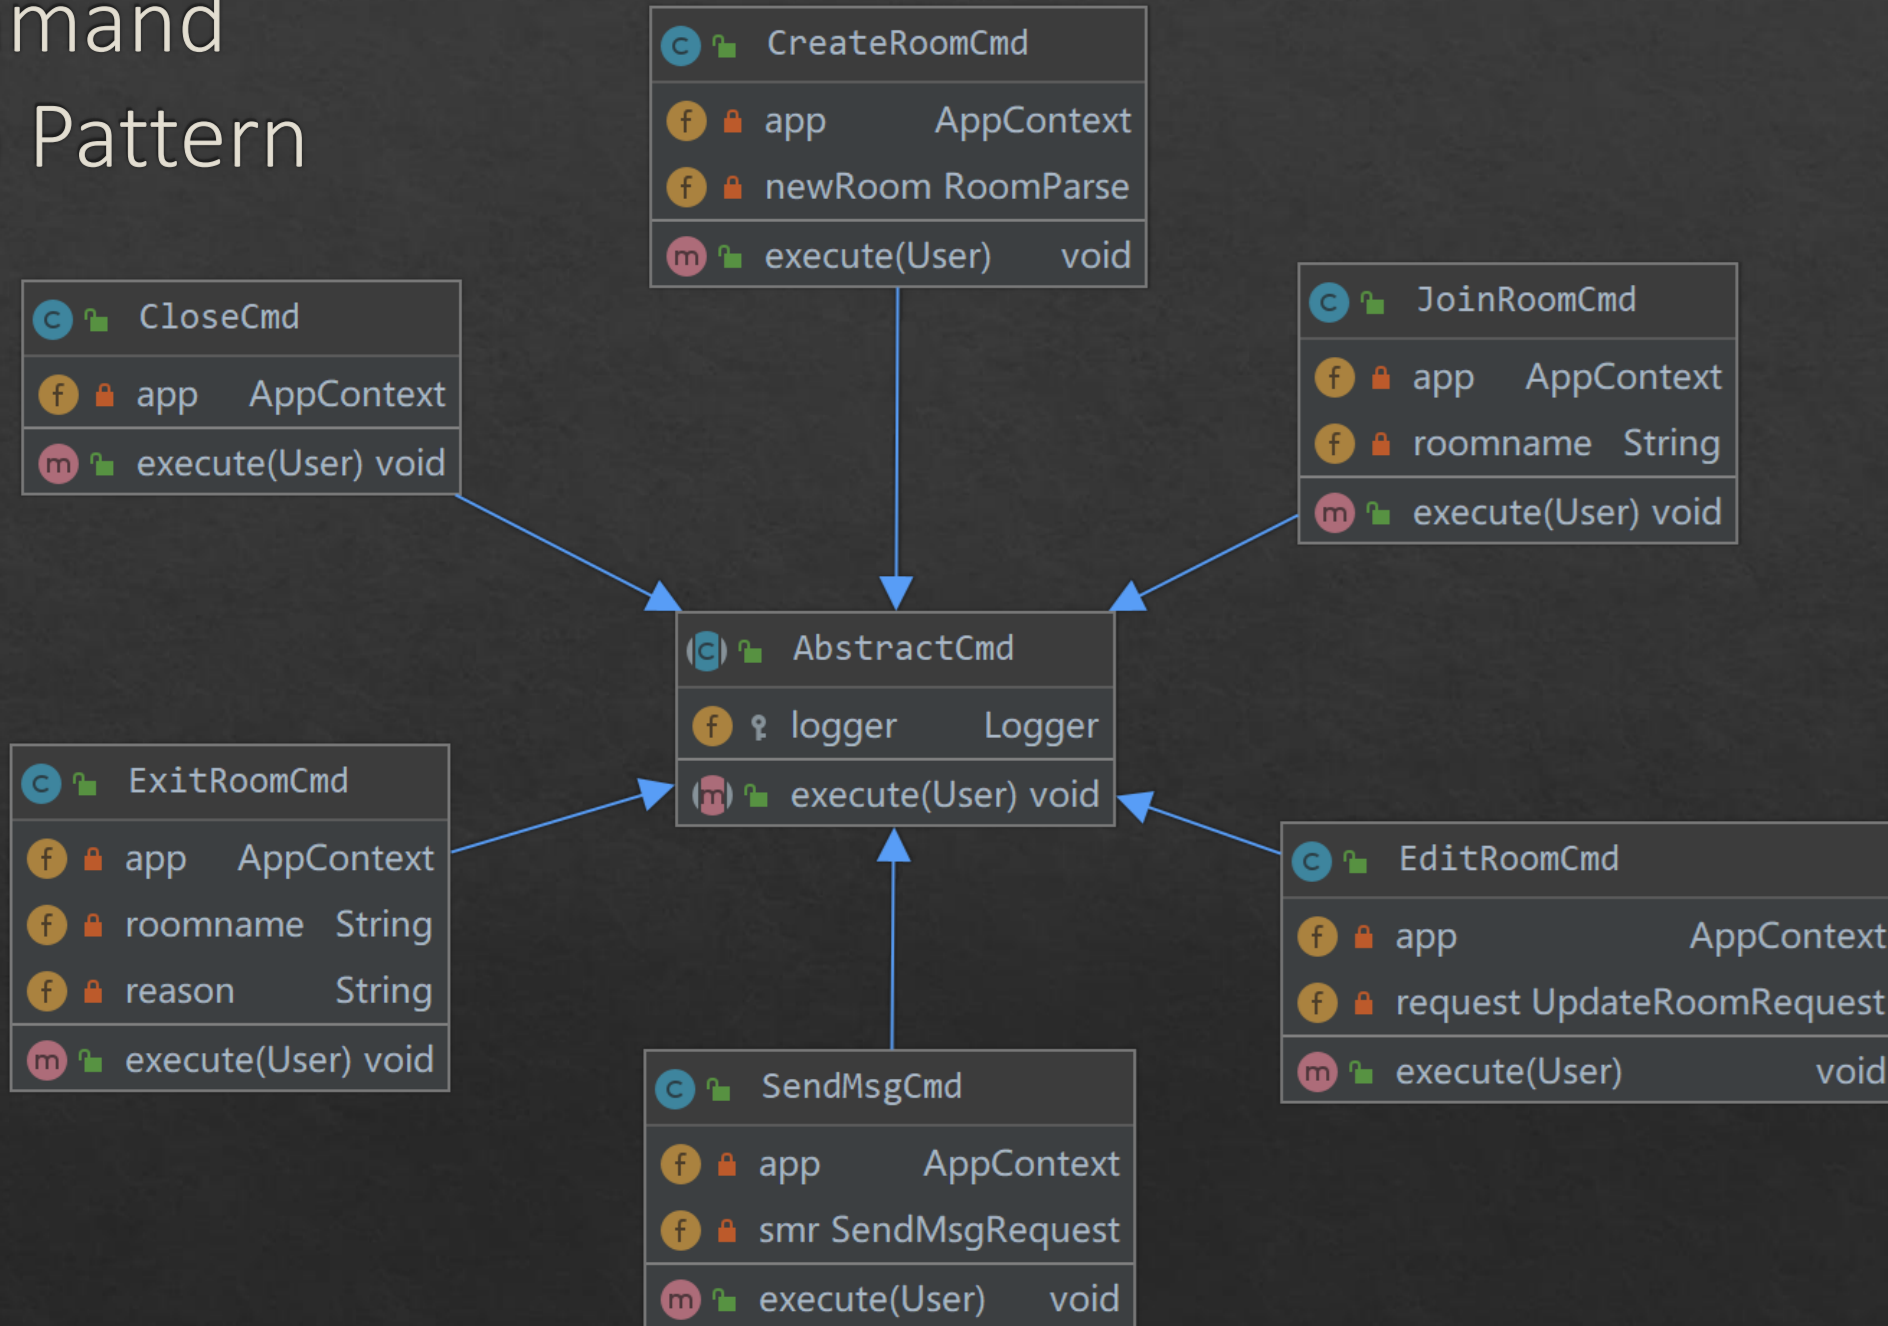 mand
Pattern
CreateRoomCmd
app AppContext
newRoom RoomParse
execute(User) void
CloseCmd
app AppContext
execute(User) void
JoinRoomCmd
app AppContext
roomname String
execute(User) void
AbstractCmd
logger Logger
execute(User) void
ExitRoomCmd
app AppContext
roomname String
reason String
execute(User) void
EditRoomCmd
app AppContext
request UpdateRoomRequest
execute(User) void
SendMsgCmd
app AppContext
smr SendMsgRequest
execute(User) void